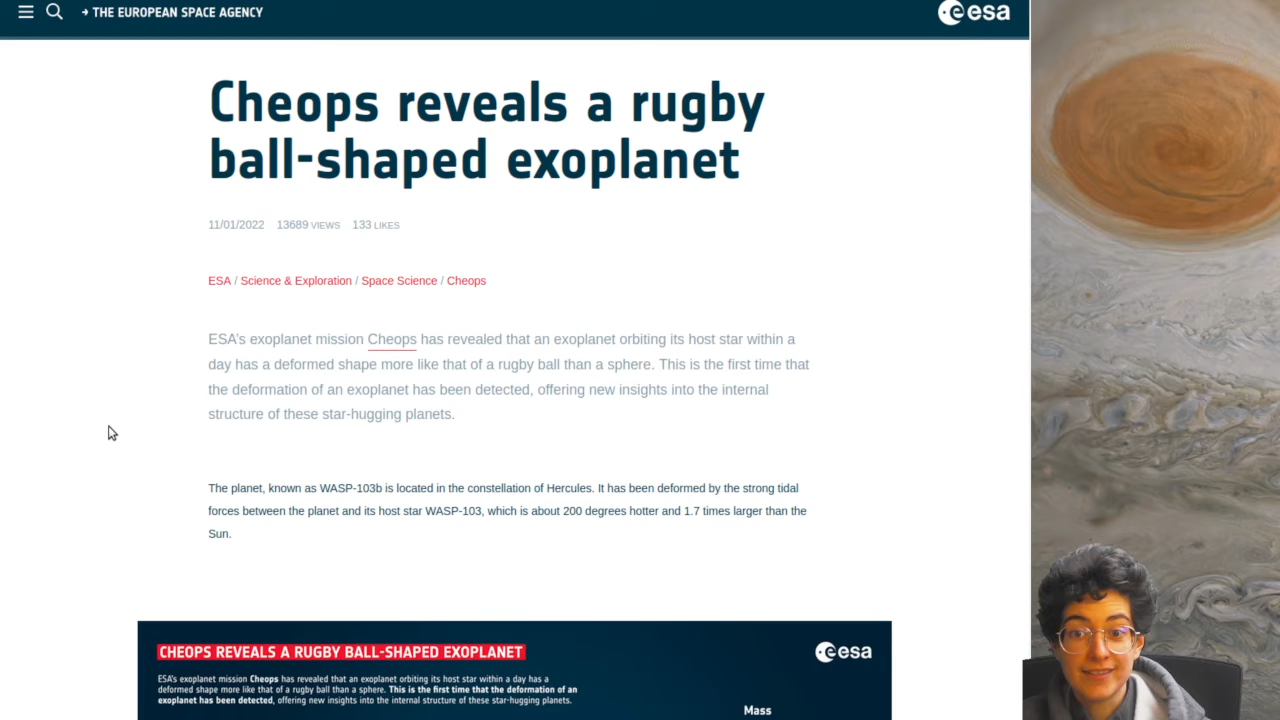 → THE EUROPEAN SPACE AGENCY
esa
Cheops reveals a rugby
ball-shaped exoplanet
11/01/2022 13689 VIEWS 133 LIKES
ESA / Science & Exploration / Space Science / Cheops
ESA's exoplanet mission Cheops has revealed that an exoplanet orbiting its host star within a
day has a deformed shape more like that of a rugby ball than a sphere. This is the first time that
the deformation of an exoplanet has been detected, offering new insights into the internal
structure of these star-hugging planets.
The planet, known as WASP-103b is located in the constellation of Hercules. It has been deformed by the strong tidal
forces between the planet and its host star WASP-103, which is about 200 degrees hotter and 1.7 times larger than the
Sun.
CHEOPS REVEALS A RUGBY BALL-SHAPED EXOPLANET
esa
ESA's exoplanet mission Cheops has revealed that an exoplanet orbiting its host star within a day has a
deformed shape more like that of a rugby ball than a sphere. This is the first time that the deformation of an
exoplanet has been detected, offering new insights into the internal structure of these star-hugging planets.
Mass